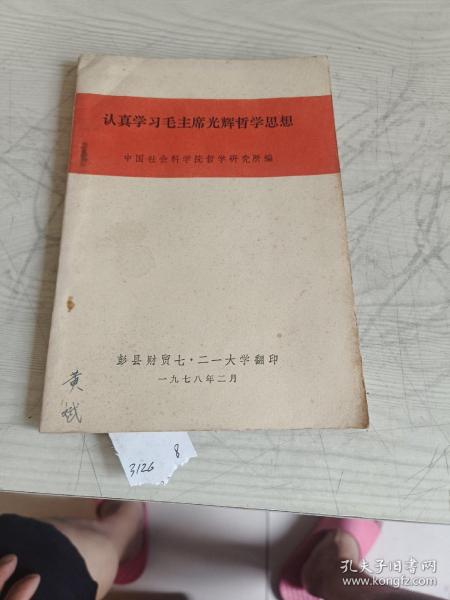 认真学习毛主席光辉哲学思想
中国社会科学院哲学研究所编
彭县财贸七·二一大学翻印
一九七八年二月
黄斌
3126 8
孔夫子旧书网
www.kongfz.com